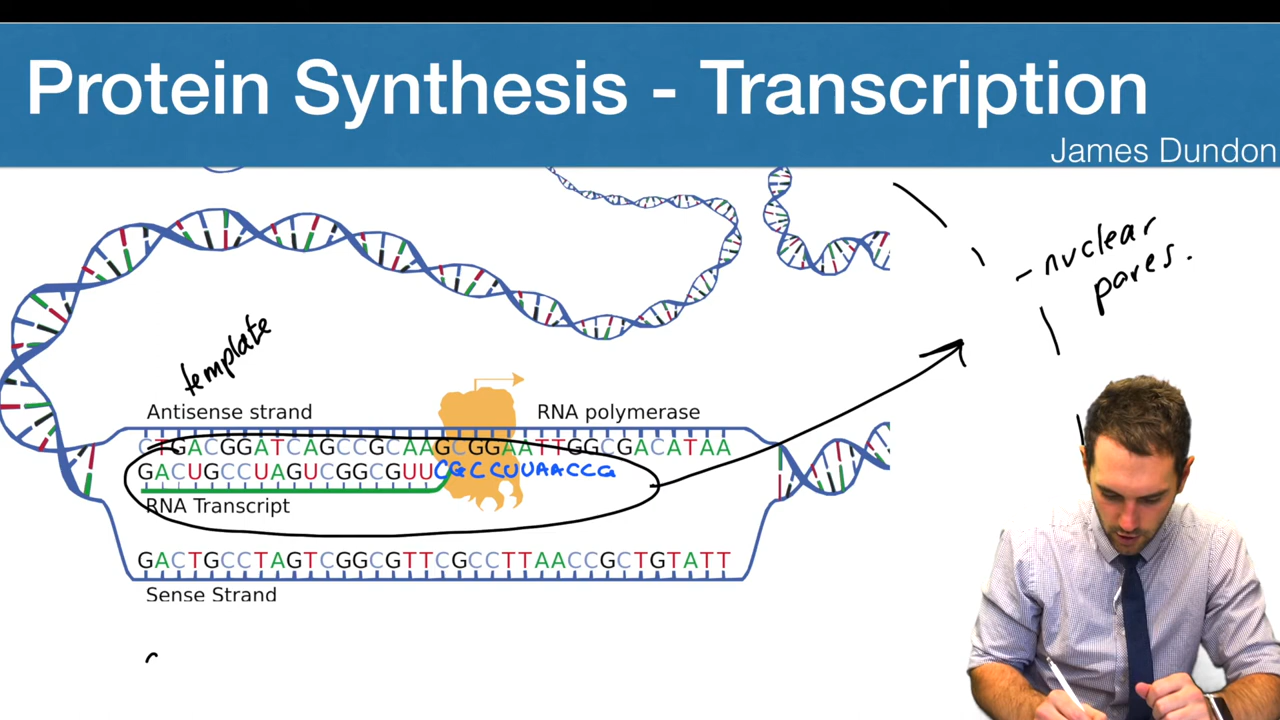 Protein Synthesis - Transcription
James Dundon
- nuclear
pores.
template
Antisense strand
RNA polymerase
CTGACGGATCAGCCGCAAGCGGAATTGGCGACATAA
GACUGCCUAGUCGGCGUUCGCCUUAACCG
RNA Transcript
GACTGCCTAGTCGGCGTTCGCCTTAACCGCTGTATT
Sense Strand